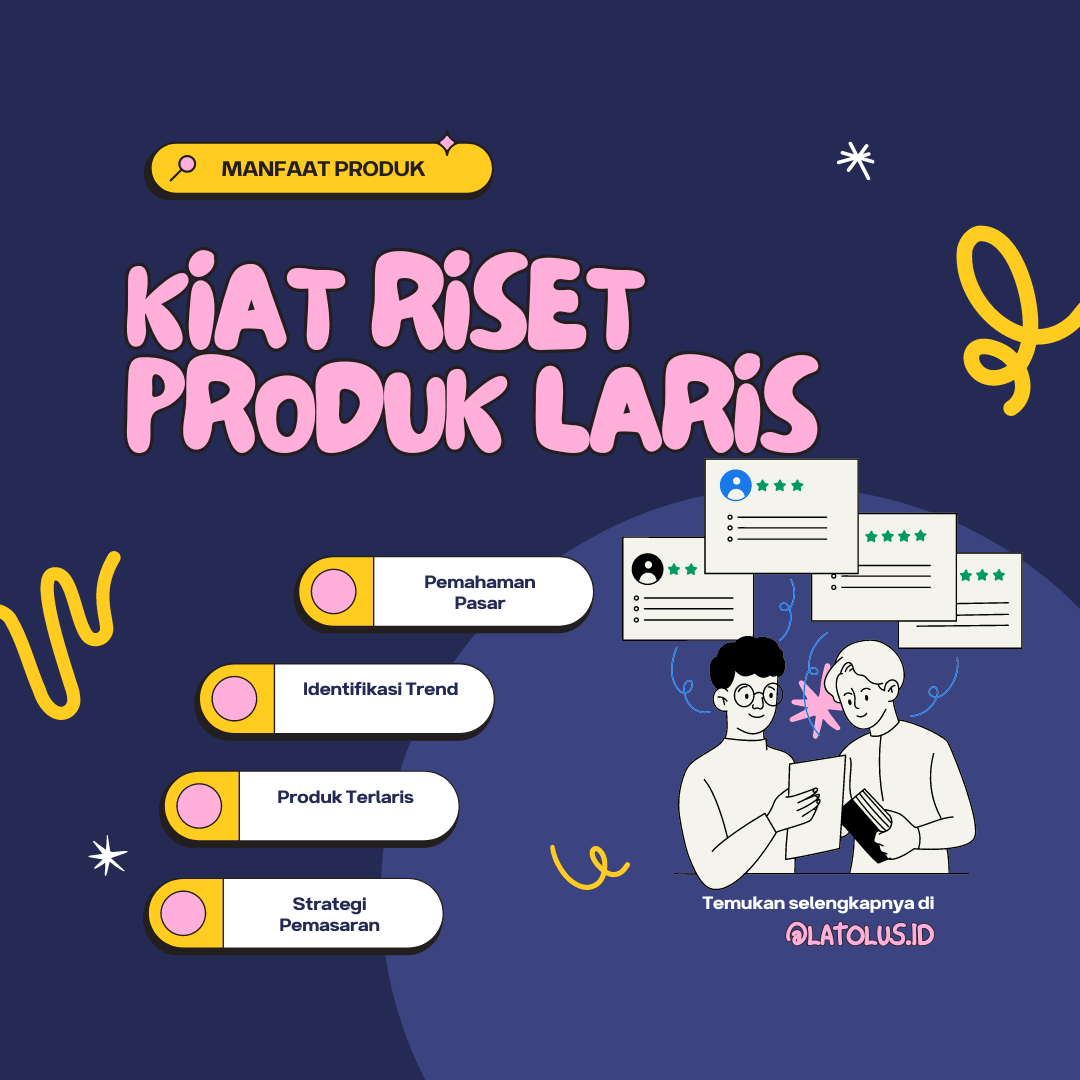 MANFAAT PRODUK
KiAT RiSET
PRODUK LARiS
Pemahaman
Pasar
Identifikasi Trend
Produk Terlaris
Strategi
Pemasaran
Temukan selengkapnya di
@LATOLUS.ID